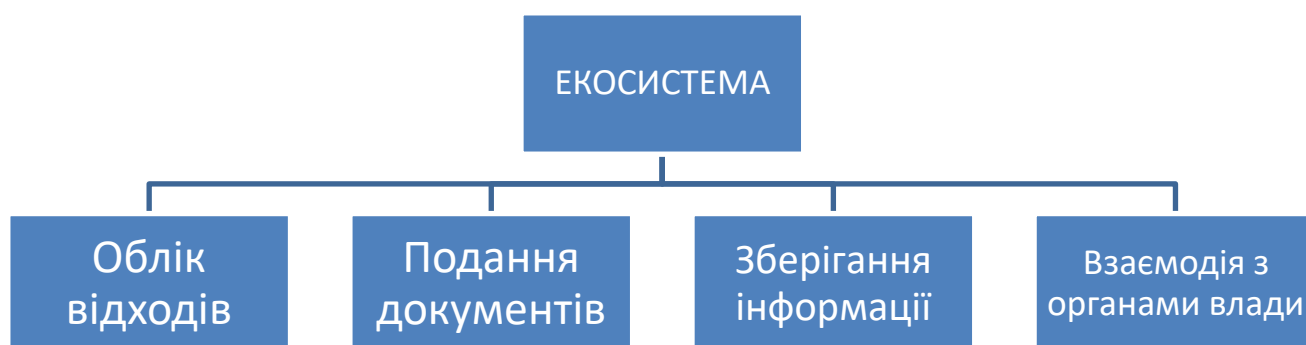 ЕКОСИСТЕМА
Облік
відходів
Подання
документів
Зберігання
інформації
Взаємодія з
органами влади